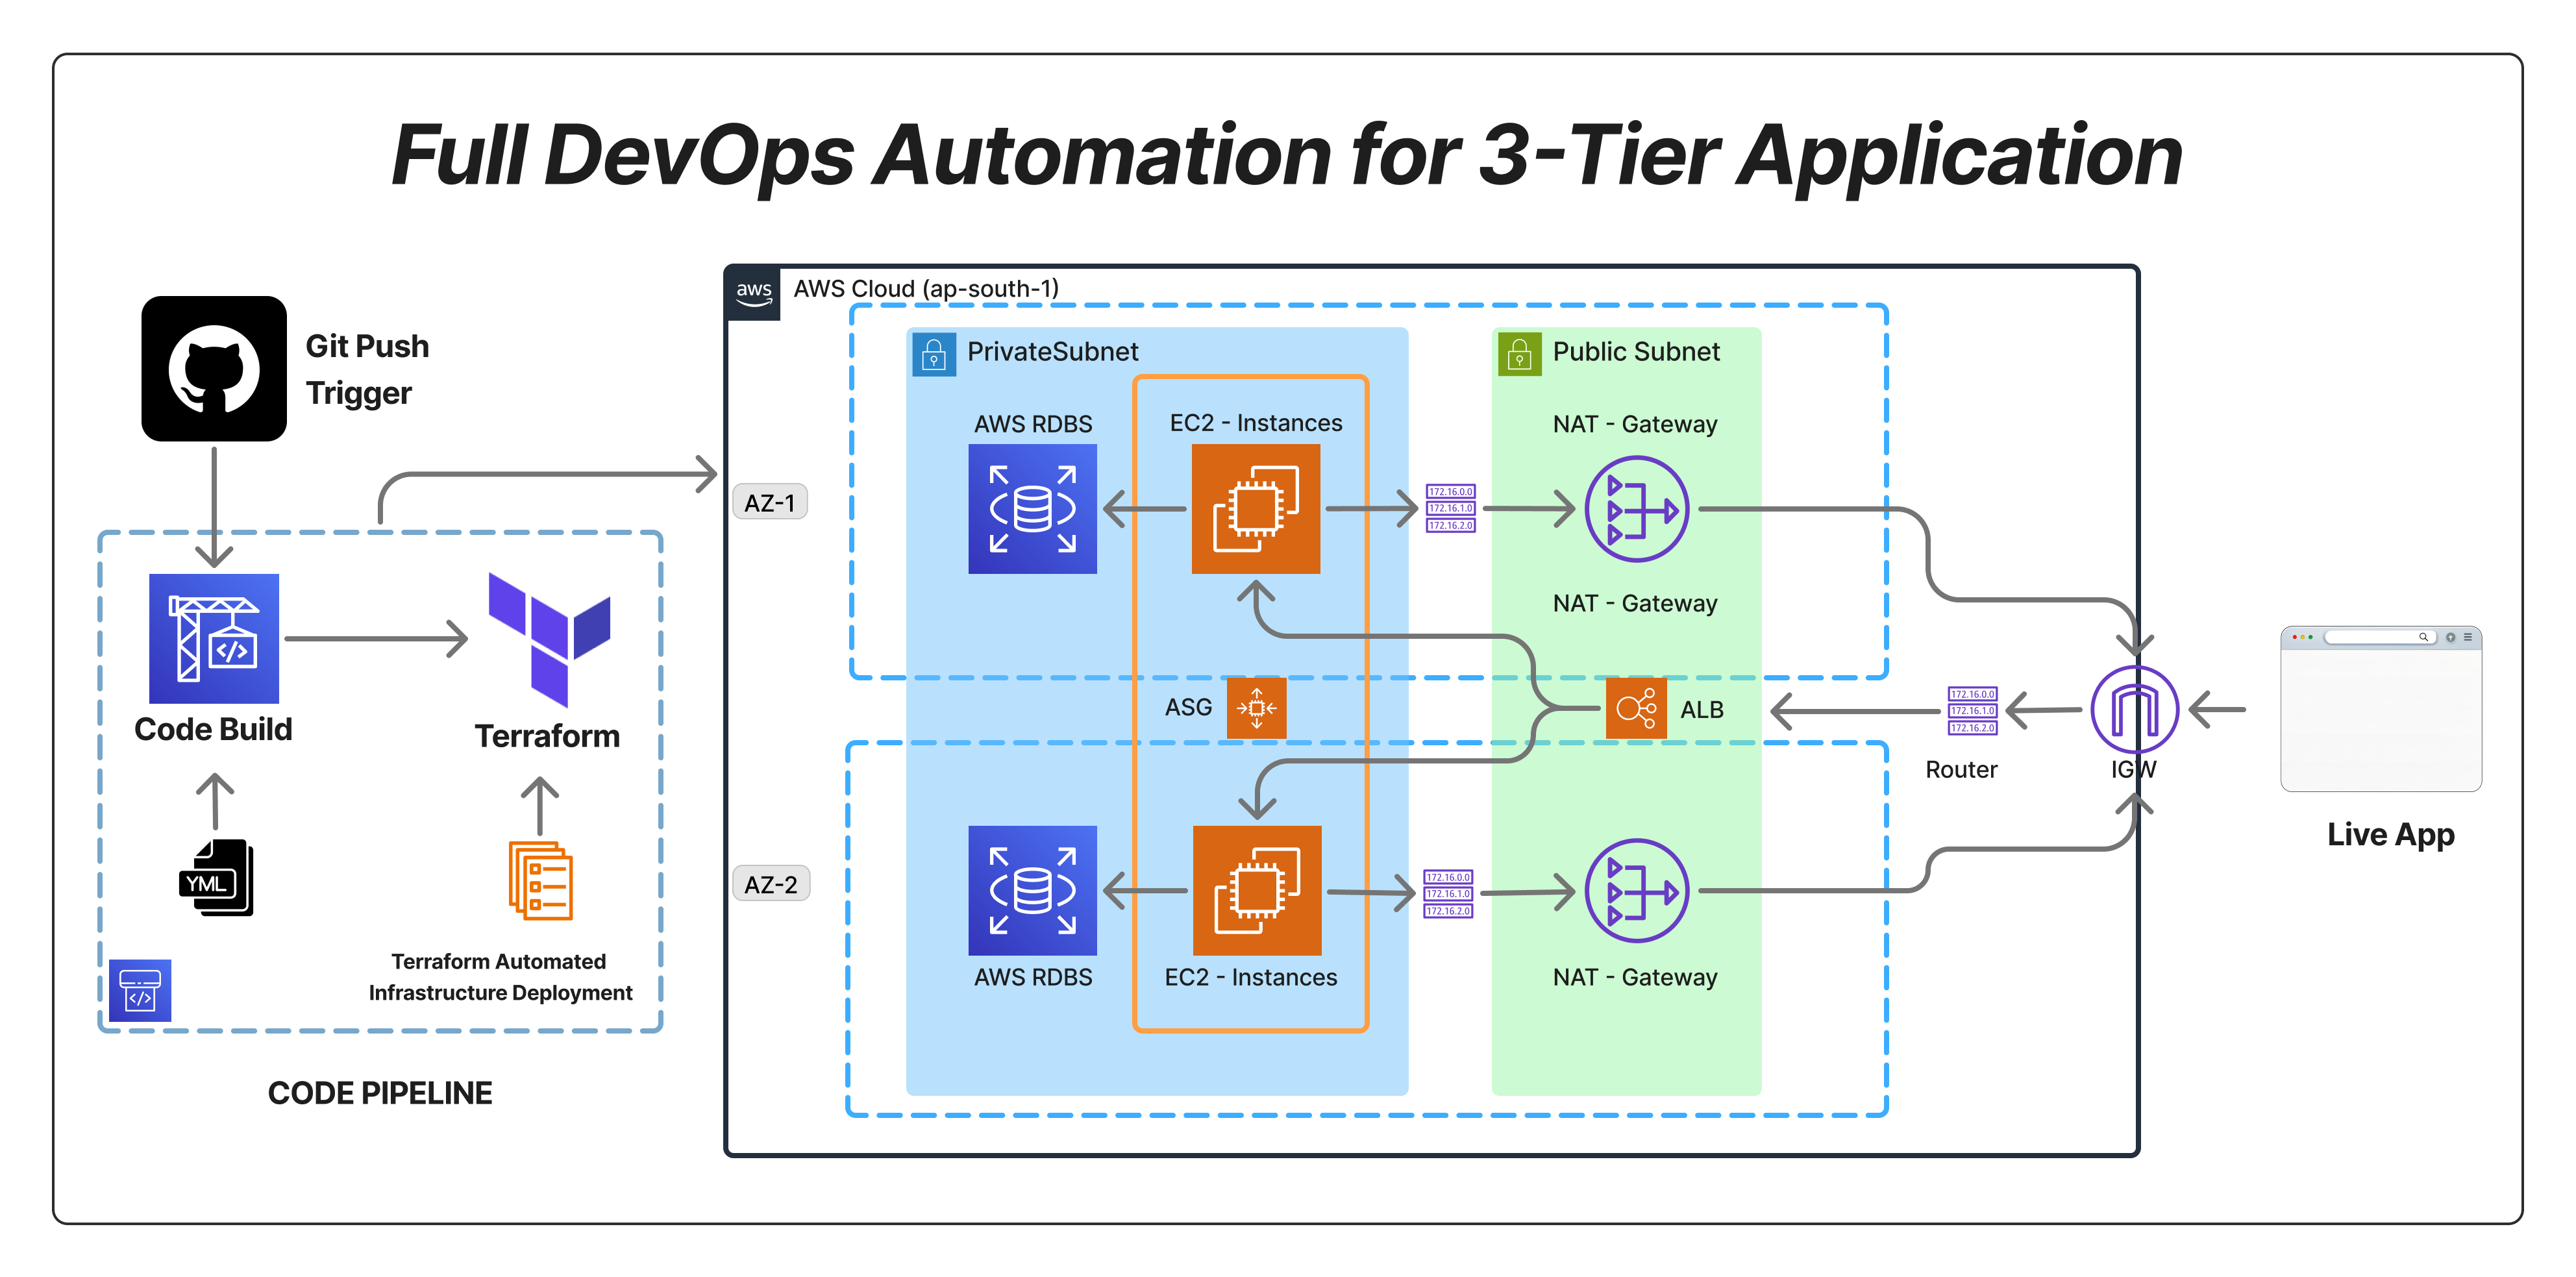 Full DevOps Automation for 3-Tier Application
Git Push
Trigger
</>
Code Build
Terraform
YML
Terraform Automated
Infrastructure Deployment
</>
CODE PIPELINE
aws
AWS Cloud (ap-south-1)
AZ-1
AZ-2
PrivateSubnet
Public Subnet
AWS RDBS
EC2 - Instances
NAT - Gateway
172.16.0.0
172.16.1.0
172.16.2.0
NAT - Gateway
ASG
ALB
172.16.0.0
172.16.1.0
172.16.2.0
Router
IGW
172.16.0.0
172.16.1.0
172.16.2.0
AWS RDBS
EC2 - Instances
NAT - Gateway
Live App